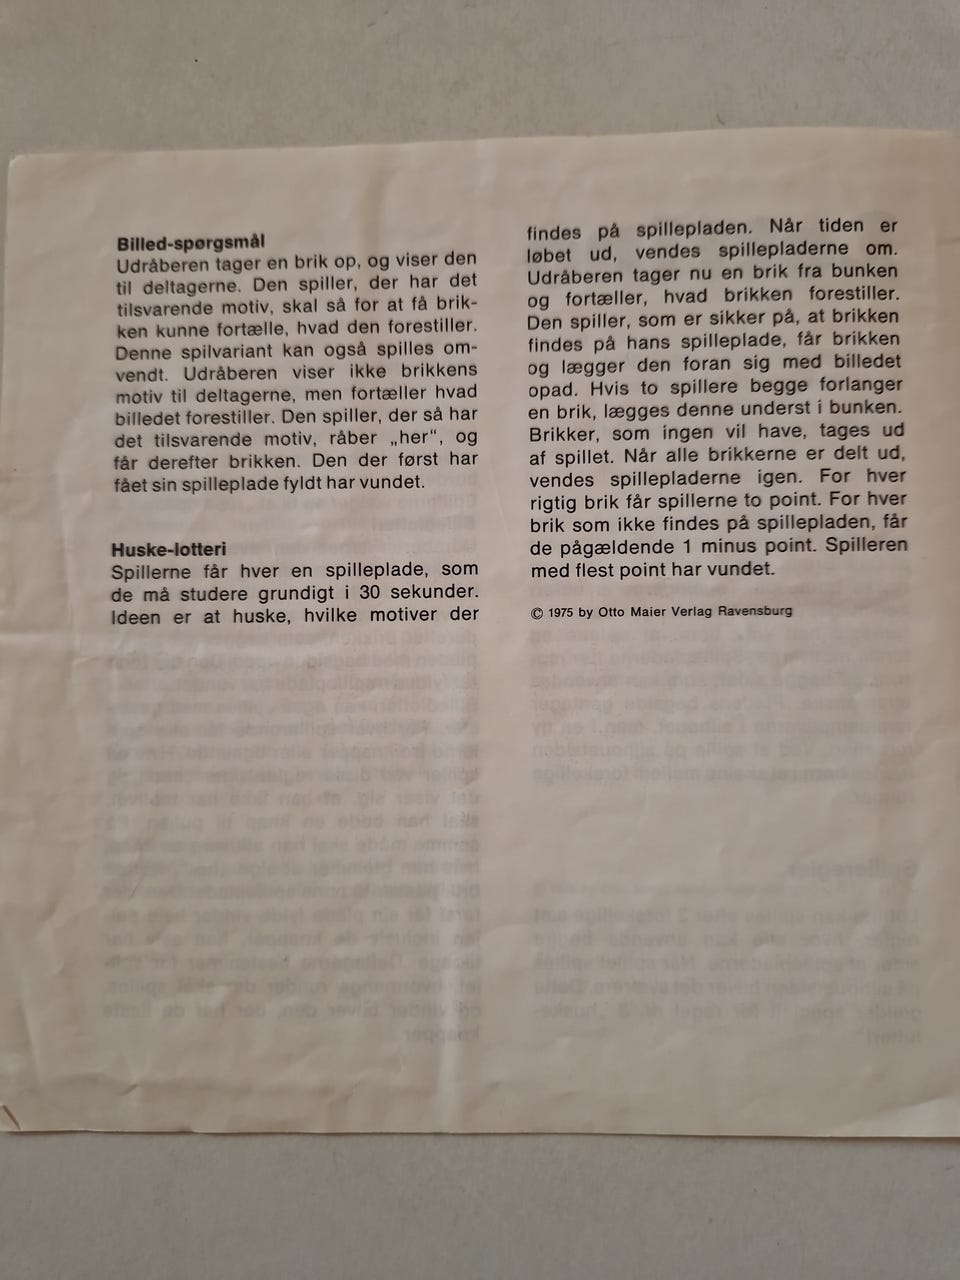 Billed-spørgsmål
Udråberen tager en brik op, og viser den
til deltagerne. Den spiller, der har det
tilsvarende motiv, skal så for at få brik-
ken kunne fortælle, hvad den forestiller.
Denne spilvariant kan også spilles om-
vendt. Udråberen viser ikke brikkens
motiv til deltagerne, men fortæller hvad
billedet forestiller. Den spiller, der så har
det tilsvarende motiv, råber „her“, og
får derefter brikken. Den der først har
fået sin spilleplade fyldt har vundet.
Huske-lotteri
Spillerne får hver en spilleplade, som
de må studere grundigt i 30 sekunder.
Ideen er at huske, hvilke motiver der
findes på spillepladen. Når tiden er
løbet ud, vendes spillepladerne om.
Udråberen tager nu en brik fra bunken
og fortæller, hvad brikken forestiller.
Den spiller, som er sikker på, at brikken
findes på hans spilleplade, får brikken
og lægger den foran sig med billedet
opad. Hvis to spillere begge forlanger
en brik, lægges denne underst i bunken.
Brikker, som ingen vil have, tages ud
af spillet. Når alle brikkerne er delt ud,
vendes spillepladerne igen. For hver
rigtig brik får spillerne to point. For hver
brik som ikke findes på spillepladen, får
de pågældende 1 minus point. Spilleren
med flest point har vundet.
© 1975 by Otto Maier Verlag Ravensburg